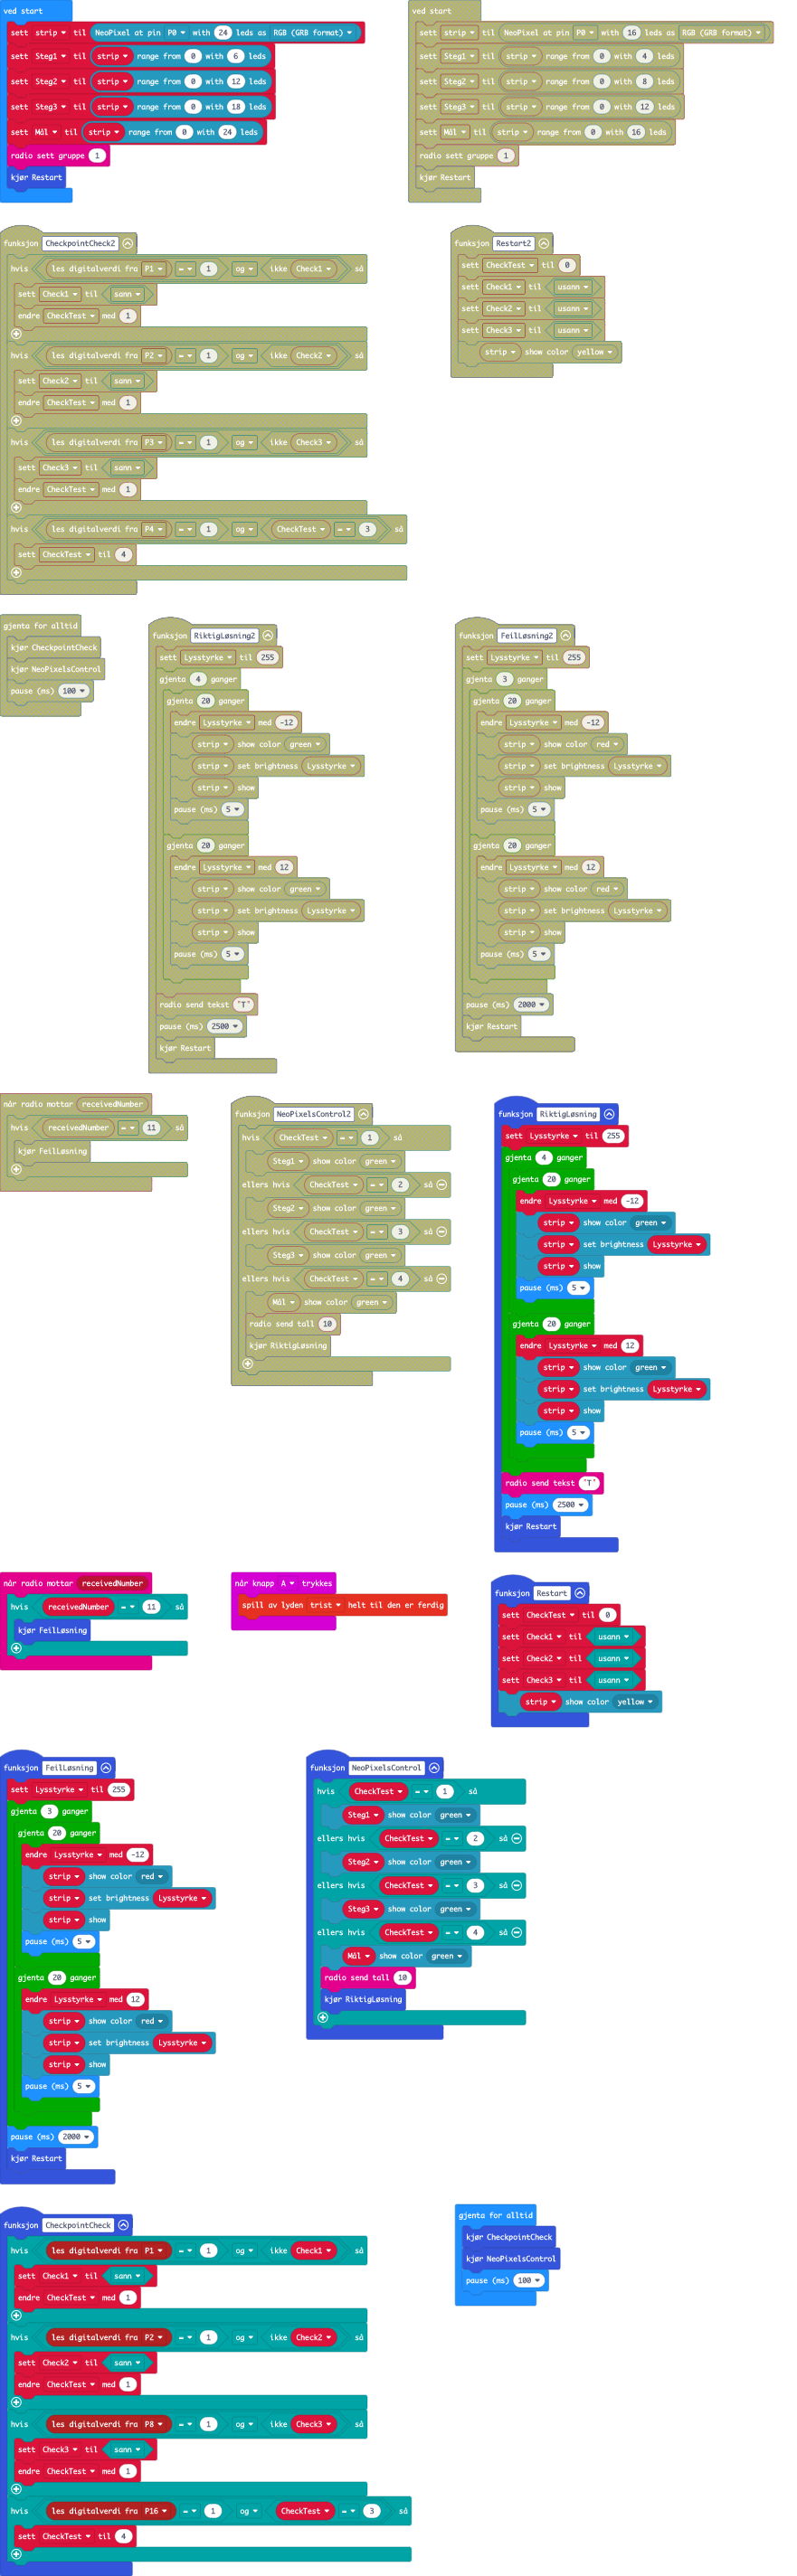 ved start
sett strip til NeoPixel at pin P0 with 24 leds as RGB (GRB format)
sett Steg1 til strip range from 0 with 6 leds
sett Steg2 til strip range from 0 with 12 leds
sett Steg3 til strip range from 0 with 18 leds
sett Mål til strip range from 0 with 24 leds
radio sett gruppe 1
kjør Restart
ved start
sett strip til NeoPixel at pin P0 with 16 leds as RGB (GRB format)
sett Steg1 til strip range from 0 with 4 leds
sett Steg2 til strip range from 0 with 8 leds
sett Steg3 til strip range from 0 with 12 leds
sett Mål til strip range from 0 with 16 leds
radio sett gruppe 1
kjør Restart
funksjon CheckpointCheck2
hvis les digitalverdi fra P1 = 1 og ikke Check1 så
sett Check1 til sann
endre CheckTest med 1
hvis les digitalverdi fra P2 = 1 og ikke Check2 så
sett Check2 til sann
endre CheckTest med 1
hvis les digitalverdi fra P3 = 1 og ikke Check3 så
sett Check3 til sann
endre CheckTest med 1
hvis les digitalverdi fra P4 = 1 og CheckTest = 3 så
sett CheckTest til 4
funksjon Restart2
sett CheckTest til 0
sett Check1 til usann
sett Check2 til usann
sett Check3 til usann
strip show color yellow
gjenta for alltid
kjør CheckpointCheck
kjør NeoPixelsControl
pause (ms) 100
funksjon RiktigLøsning2
sett Lysstyrke til 255
gjenta 4 ganger
gjenta 20 ganger
endre Lysstyrke med -12
strip show color green
strip set brightness Lysstyrke
strip show
pause (ms) 5
gjenta 20 ganger
endre Lysstyrke med 12
strip show color green
strip set brightness Lysstyrke
strip show
pause (ms) 5
radio send tekst "T"
pause (ms) 2500
kjør Restart
funksjon FeilLøsning2
sett Lysstyrke til 255
gjenta 3 ganger
gjenta 20 ganger
endre Lysstyrke med -12
strip show color red
strip set brightness Lysstyrke
strip show
pause (ms) 5
gjenta 20 ganger
endre Lysstyrke med 12
strip show color red
strip set brightness Lysstyrke
strip show
pause (ms) 5
pause (ms) 2000
kjør Restart
når radio mottar receivedNumber
hvis receivedNumber = 11 så
kjør FeilLøsning
funksjon NeoPixelsControl2
hvis CheckTest = 1 så
Steg1 show color green
ellers hvis CheckTest = 2 så
Steg2 show color green
ellers hvis CheckTest = 3 så
Steg3 show color green
ellers hvis CheckTest = 4 så
Mål show color green
radio send tall 10
kjør RiktigLøsning
funksjon RiktigLøsning
sett Lysstyrke til 255
gjenta 4 ganger
gjenta 20 ganger
endre Lysstyrke med -12
strip show color green
strip set brightness Lysstyrke
strip show
pause (ms) 5
gjenta 20 ganger
endre Lysstyrke med 12
strip show color green
strip set brightness Lysstyrke
strip show
pause (ms) 5
radio send tekst "T"
pause (ms) 2500
kjør Restart
når radio mottar receivedNumber
hvis receivedNumber = 11 så
kjør FeilLøsning
når knapp A trykkes
spill av lyden trist helt til den er ferdig
funksjon Restart
sett CheckTest til 0
sett Check1 til usann
sett Check2 til usann
sett Check3 til usann
strip show color yellow
funksjon FeilLøsning
sett Lysstyrke til 255
gjenta 3 ganger
gjenta 20 ganger
endre Lysstyrke med -12
strip show color red
strip set brightness Lysstyrke
strip show
pause (ms) 5
gjenta 20 ganger
endre Lysstyrke med 12
strip show color red
strip set brightness Lysstyrke
strip show
pause (ms) 5
pause (ms) 2000
kjør Restart
funksjon NeoPixelsControl
hvis CheckTest = 1 så
Steg1 show color green
ellers hvis CheckTest = 2 så
Steg2 show color green
ellers hvis CheckTest = 3 så
Steg3 show color green
ellers hvis CheckTest = 4 så
Mål show color green
radio send tall 10
kjør RiktigLøsning
funksjon CheckpointCheck
hvis les digitalverdi fra P1 = 1 og ikke Check1 så
sett Check1 til sann
endre CheckTest med 1
hvis les digitalverdi fra P2 = 1 og ikke Check2 så
sett Check2 til sann
endre CheckTest med 1
hvis les digitalverdi fra P8 = 1 og ikke Check3 så
sett Check3 til sann
endre CheckTest med 1
hvis les digitalverdi fra P16 = 1 og CheckTest = 3 så
sett CheckTest til 4
gjenta for alltid
kjør CheckpointCheck
kjør NeoPixelsControl
pause (ms) 100